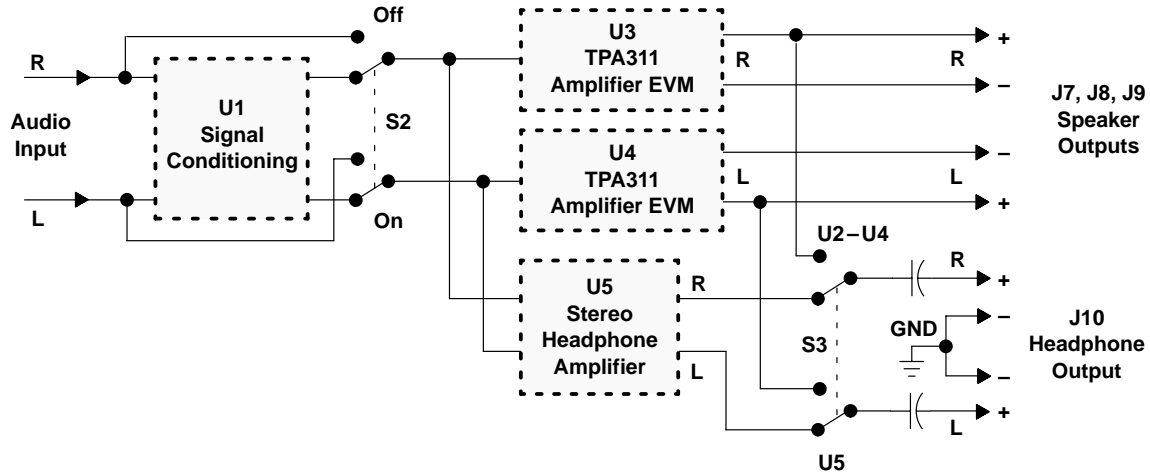 Off
R
Audio
Input
L
U1
Signal
Conditioning
S2
On
U3
TPA311
Amplifier EVM
R
R
+
–
J7, J8, J9
Speaker
Outputs
U4
TPA311
Amplifier EVM
L
–
L
+
U2–U4
U5
Stereo
Headphone
Amplifier
R
L
S3
U5
R
+
GND
–
–
J10
Headphone
Output
+
L